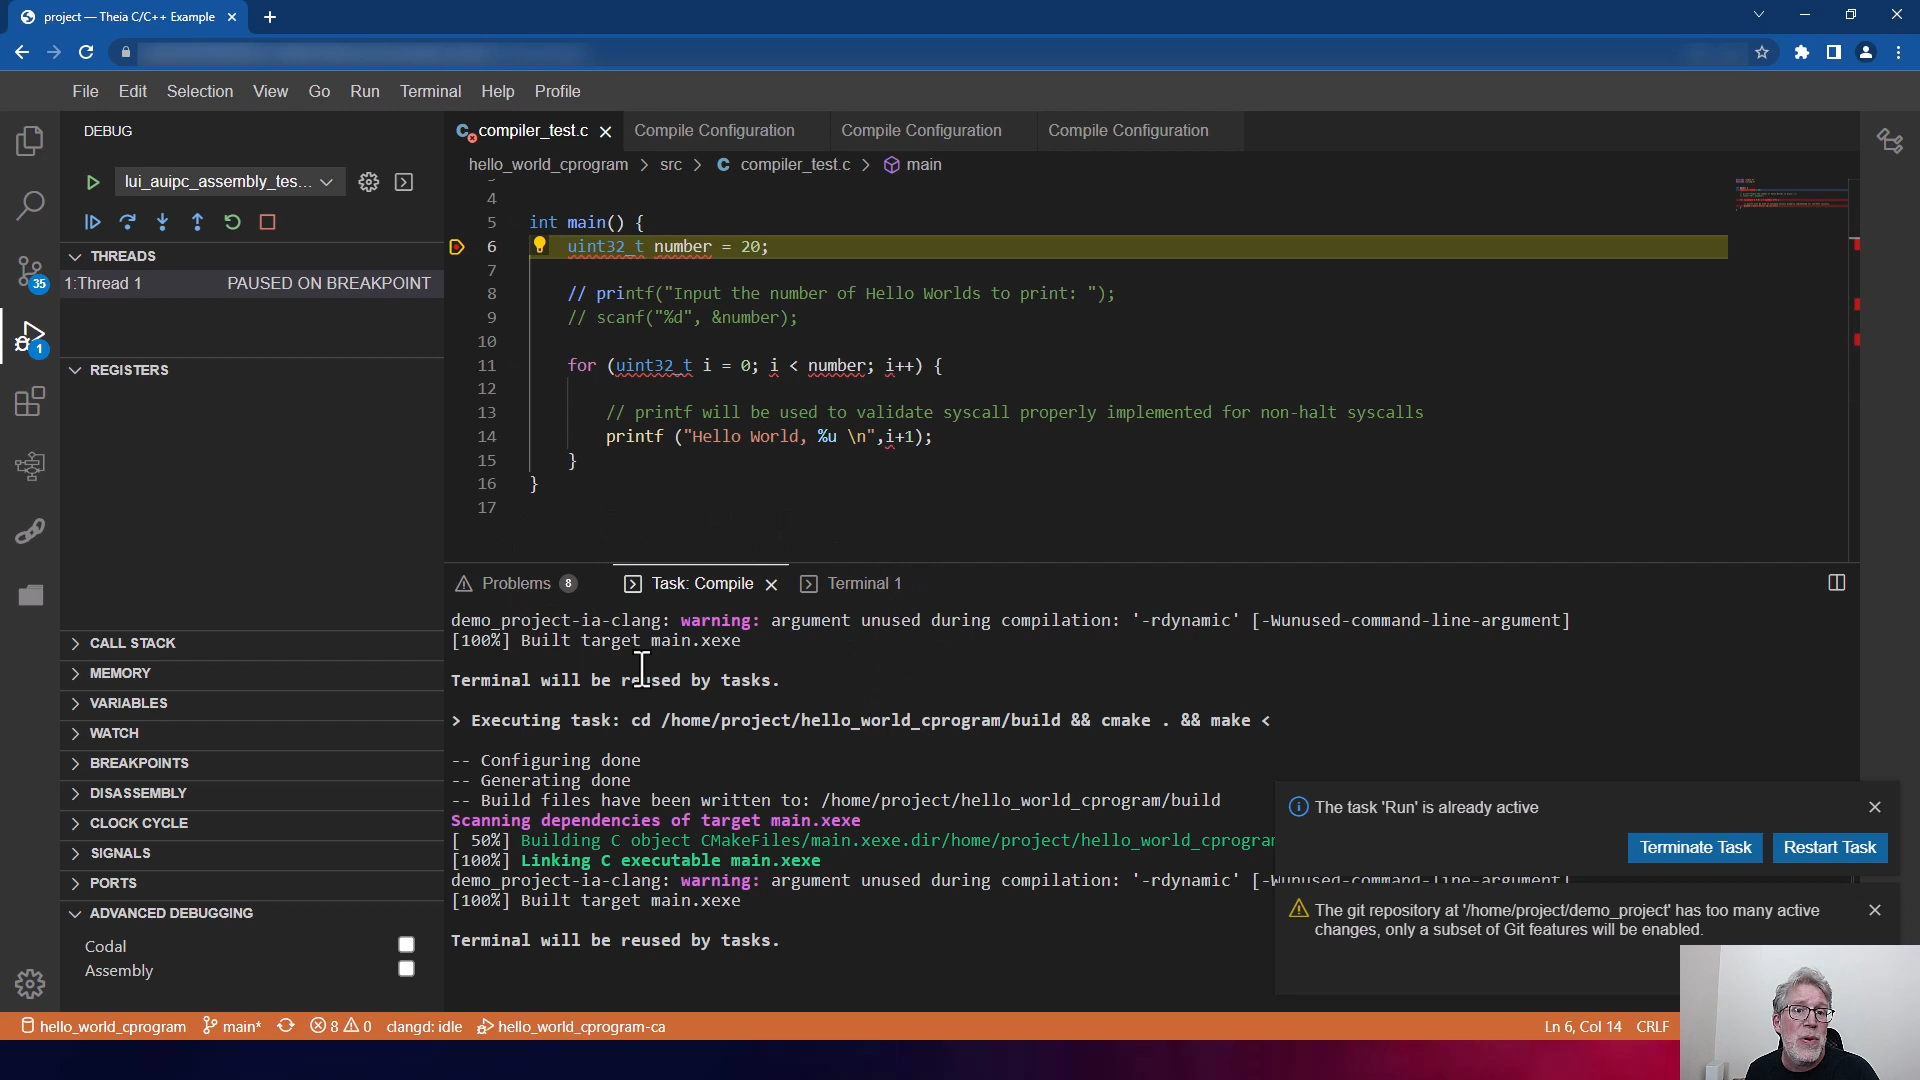 project — Theia C/C++ Example
File Edit Selection View Go Run Terminal Help Profile
DEBUG
lui_auipc_assembly_tes...
THREADS
1:Thread 1 PAUSED ON BREAKPOINT
35
1
REGISTERS
CALL STACK
MEMORY
VARIABLES
WATCH
BREAKPOINTS
DISASSEMBLY
CLOCK CYCLE
SIGNALS
PORTS
ADVANCED DEBUGGING
Codal
Assembly
C compiler_test.c Compile Configuration Compile Configuration Compile Configuration
hello_world_cprogram > src > C compiler_test.c > main
4
5 int main() {
6 uint32_t number = 20;
7
8 // printf("Input the number of Hello Worlds to print: ");
9 // scanf("%d", &number);
10
11 for (uint32_t i = 0; i < number; i++) {
12
13 // printf will be used to validate syscall properly implemented for non-halt syscalls
14 printf ("Hello World, %u \n",i+1);
15 }
16 }
17
Problems 8 Task: Compile Terminal 1
demo_project-ia-clang: warning: argument unused during compilation: '-rdynamic' [-Wunused-command-line-argument]
[100%] Built target main.xexe
Terminal will be reused by tasks.
> Executing task: cd /home/project/hello_world_cprogram/build && cmake . && make <
-- Configuring done
-- Generating done
-- Build files have been written to: /home/project/hello_world_cprogram/build
Scanning dependencies of target main.xexe
[ 50%] Building C object CMakeFiles/main.xexe.dir/home/project/hello_world_cprogram
[100%] Linking C executable main.xexe
demo_project-ia-clang: warning: argument unused during compilation: '-rdynamic' [-Wunused-command-line-argument]
[100%] Built target main.xexe
Terminal will be reused by tasks.
The task 'Run' is already active
Terminate Task Restart Task
The git repository at '/home/project/demo_project' has too many active
changes, only a subset of Git features will be enabled.
hello_world_cprogram main* 8 0 clangd: idle hello_world_cprogram-ca Ln 6, Col 14 CRLF